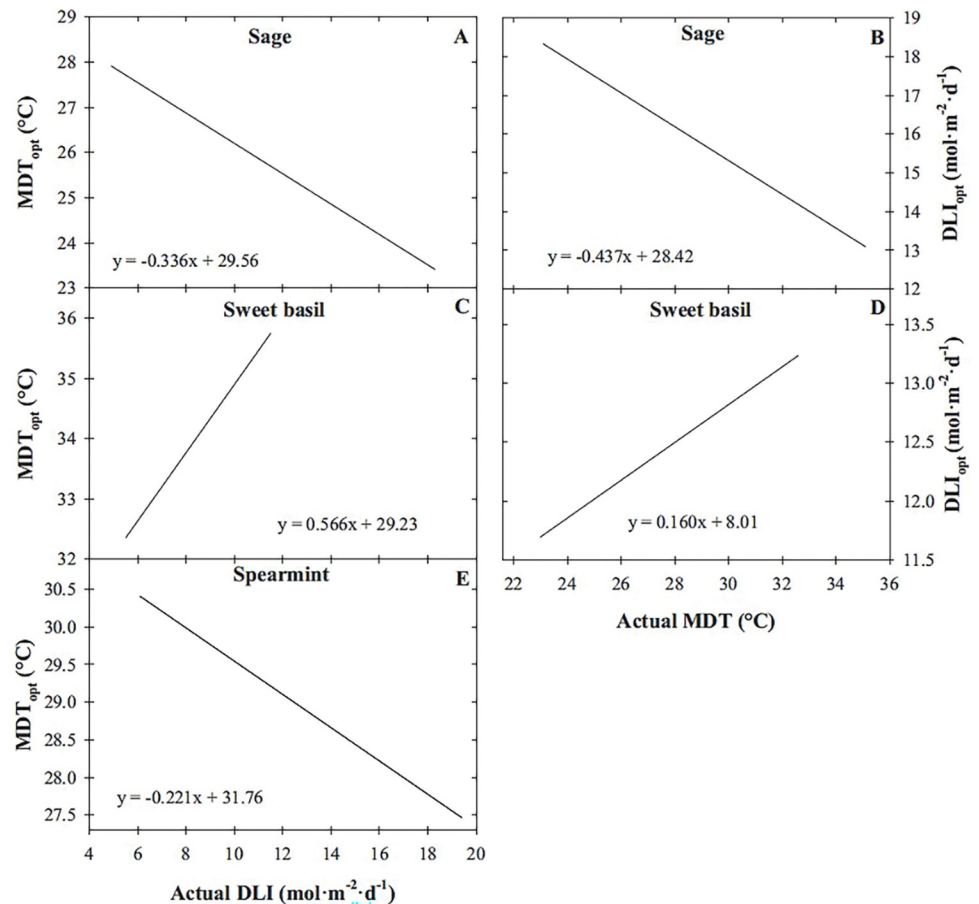 Sage
A
29
28
27
26
25
24
23
MDT_opt (°C)
y = -0.336x + 29.56
Sage
B
19
18
17
16
15
14
13
12
DLI_opt (mol·m⁻²·d⁻¹)
y = -0.437x + 28.42
Sweet basil
C
36
35
34
33
32
MDT_opt (°C)
y = 0.566x + 29.23
Sweet basil
D
13.5
13.0
12.5
12.0
11.5
DLI_opt (mol·m⁻²·d⁻¹)
y = 0.160x + 8.01
22 24 26 28 30 32 34 36
Actual MDT (°C)
Spearmint
E
30.5
30.0
29.5
29.0
28.5
28.0
27.5
MDT_opt (°C)
y = -0.221x + 31.76
4 6 8 10 12 14 16 18 20
Actual DLI (mol·m⁻²·d⁻¹)